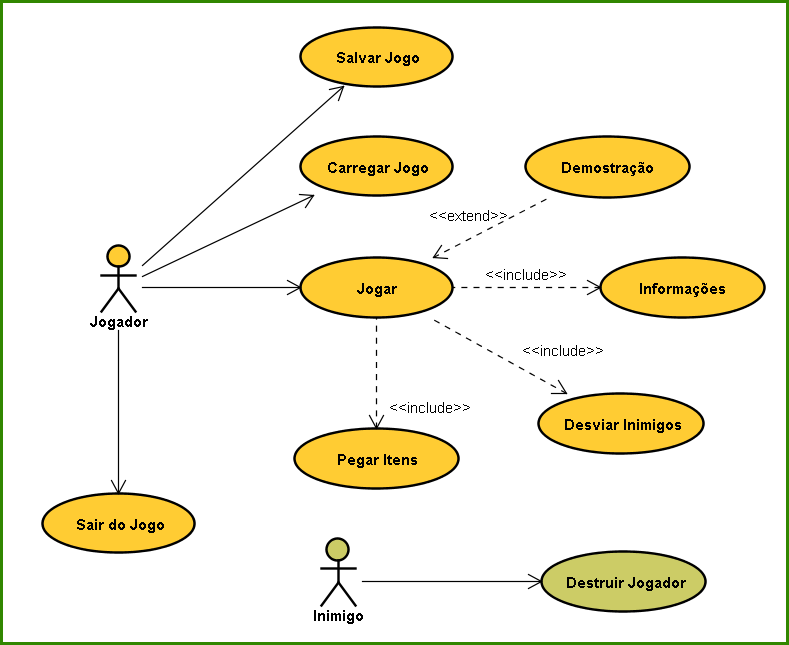 Salvar Jogo
Carregar Jogo
Demostração
<<extend>>
Jogar
<<include>>
Informações
Jogador
<<include>>
Desviar Inimigos
<<include>>
Pegar Itens
Sair do Jogo
Destruir Jogador
Inimigo